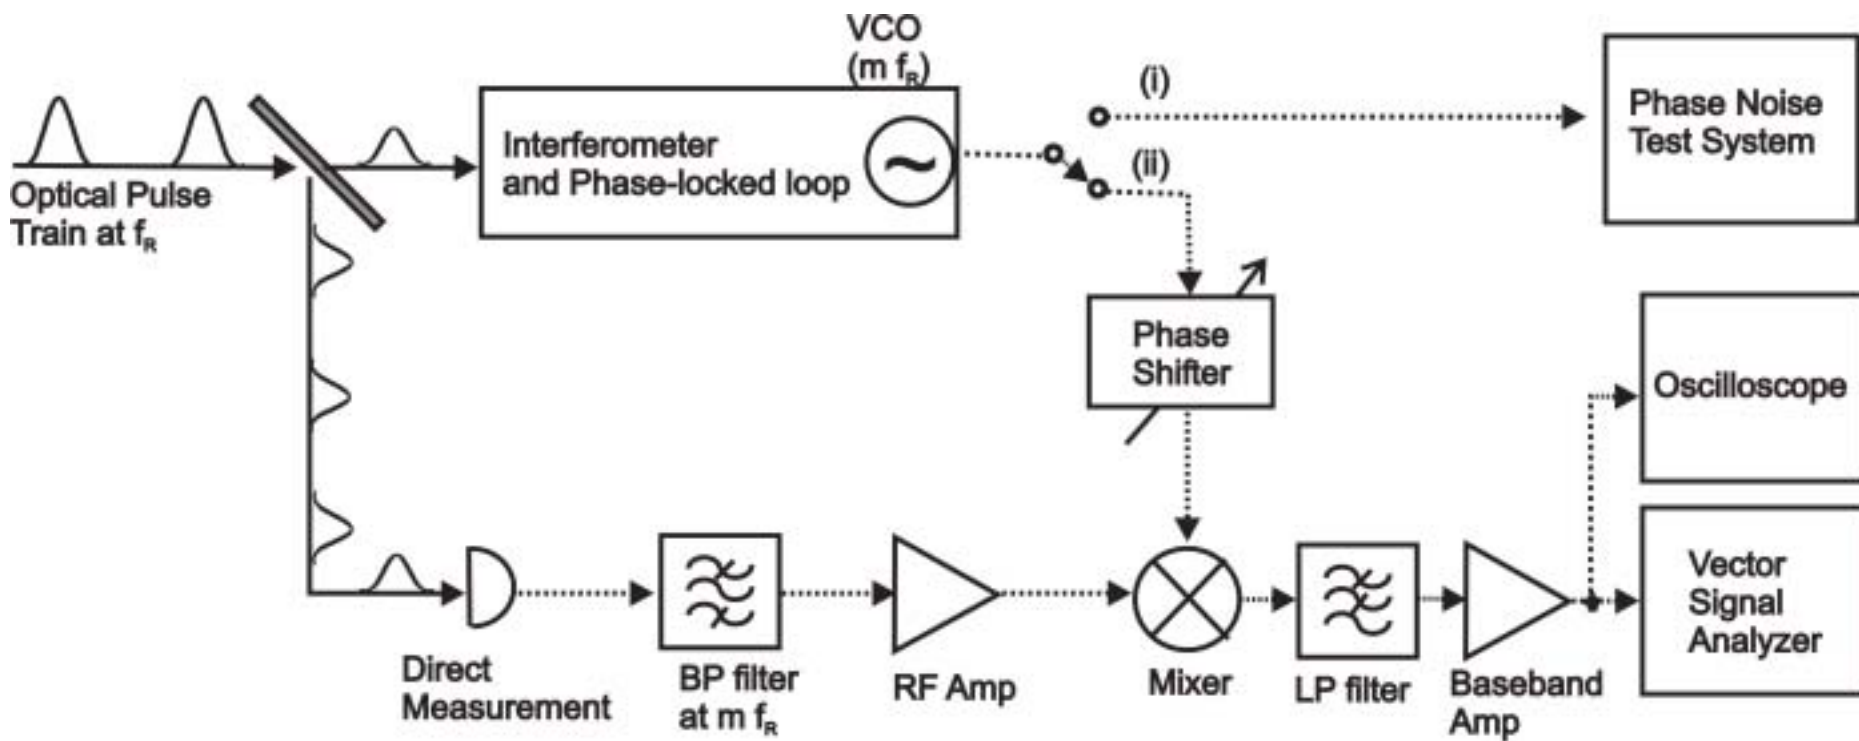 VCO
(m fR)
(i)
Phase Noise
Test System
Interferometer
and Phase-locked loop
~
(ii)
Optical Pulse
Train at fR
Phase
Shifter
Oscilloscope
Vector
Signal
Analyzer
Direct
Measurement
BP filter
at m fR
RF Amp
Mixer
LP filter
Baseband
Amp